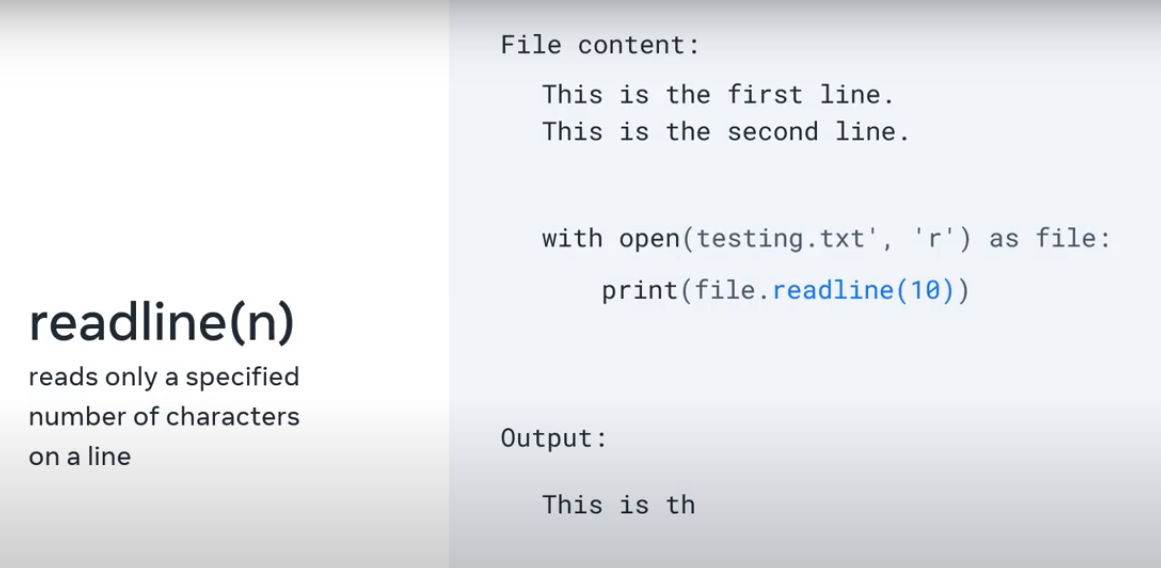 readline(n)
reads only a specified
number of characters
on a line
File content:
This is the first line.
This is the second line.
with open(testing.txt', 'r') as file:
print(file.readline(10))
Output:
This is th